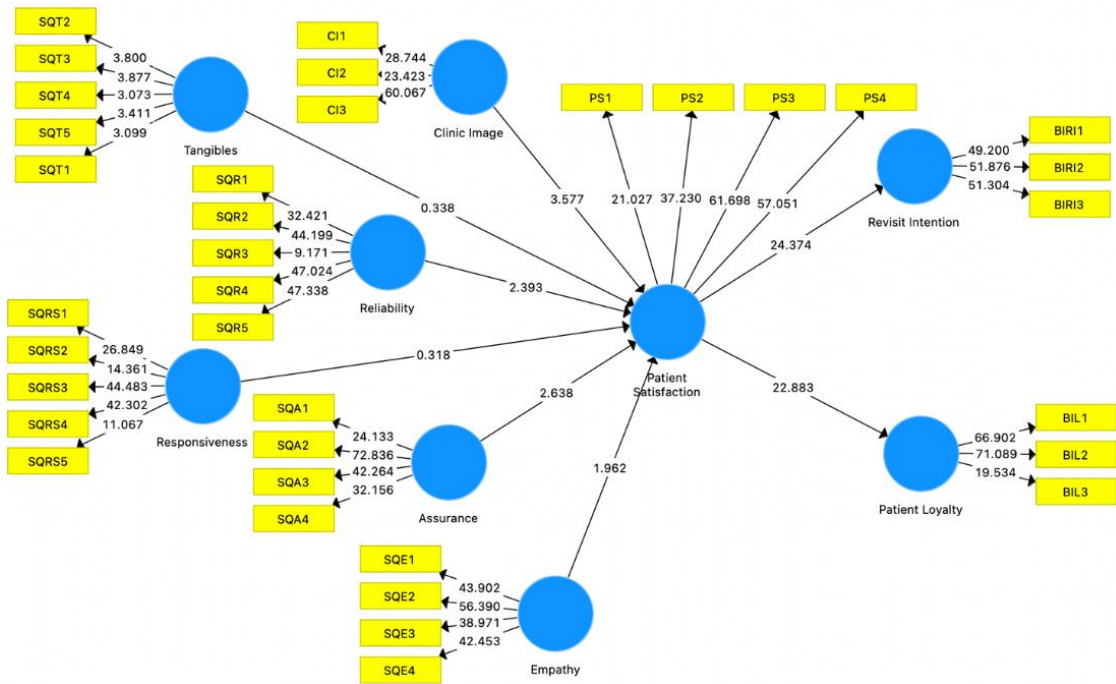 SQT2
SQT3
SQT4
SQT5
SQT1
3.800
3.877
3.073
3.411
3.099
Tangibles
CI1
CI2
CI3
28.744
23.423
60.067
Clinic Image
PS1
PS2
PS3
PS4
21.027
37.230
61.698
57.051
BIRI1
BIRI2
BIRI3
49.200
51.876
51.304
Revisit Intention
SQR1
SQR2
SQR3
SQR4
SQR5
32.421
44.199
9.171
47.024
47.338
Reliability
0.338
3.577
2.393
24.374
SQRS1
SQRS2
SQRS3
SQRS4
SQRS5
26.849
14.361
44.483
42.302
11.067
Responsiveness
0.318
Patient
Satisfaction
22.883
SQA1
SQA2
SQA3
SQA4
24.133
72.836
42.264
32.156
Assurance
2.638
1.962
BIL1
BIL2
BIL3
66.902
71.089
19.534
Patient Loyalty
SQE1
SQE2
SQE3
SQE4
43.902
56.390
38.971
42.453
Empathy